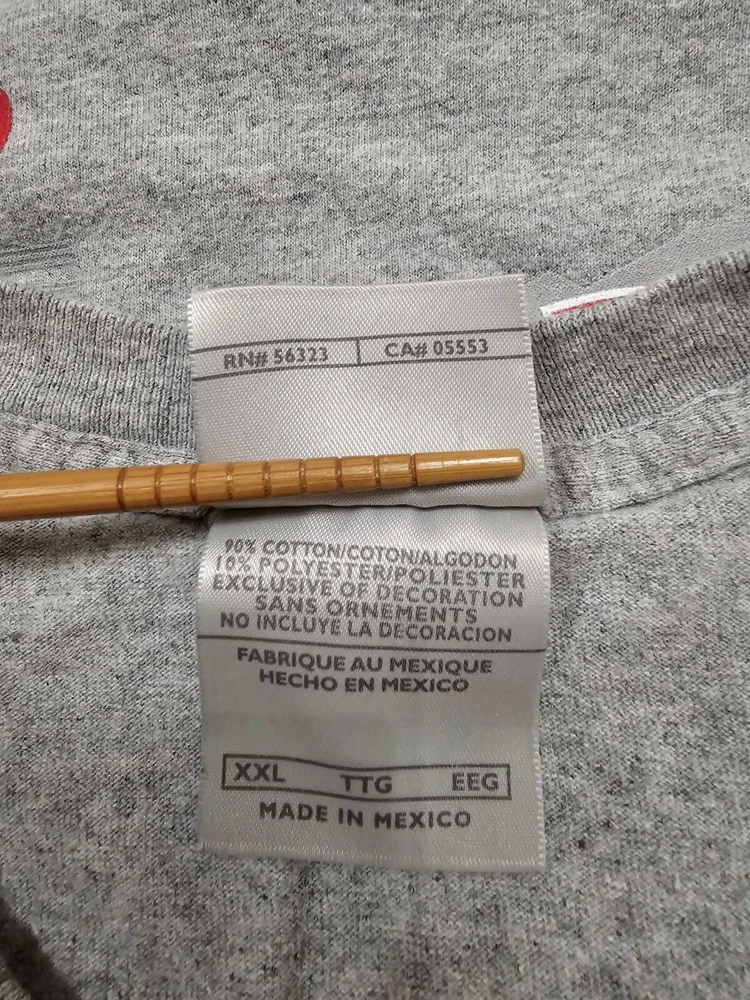 RN# 56323 | CA# 05553
90% COTTON/COTON/ALGODON
10% POLYESTER/POLIESTER
EXCLUSIVE OF DECORATION
SANS ORNEMENTS
NO INCLUYE LA DECORACION
FABRIQUE AU MEXIQUE
HECHO EN MEXICO
XXL TTG EEG
MADE IN MEXICO